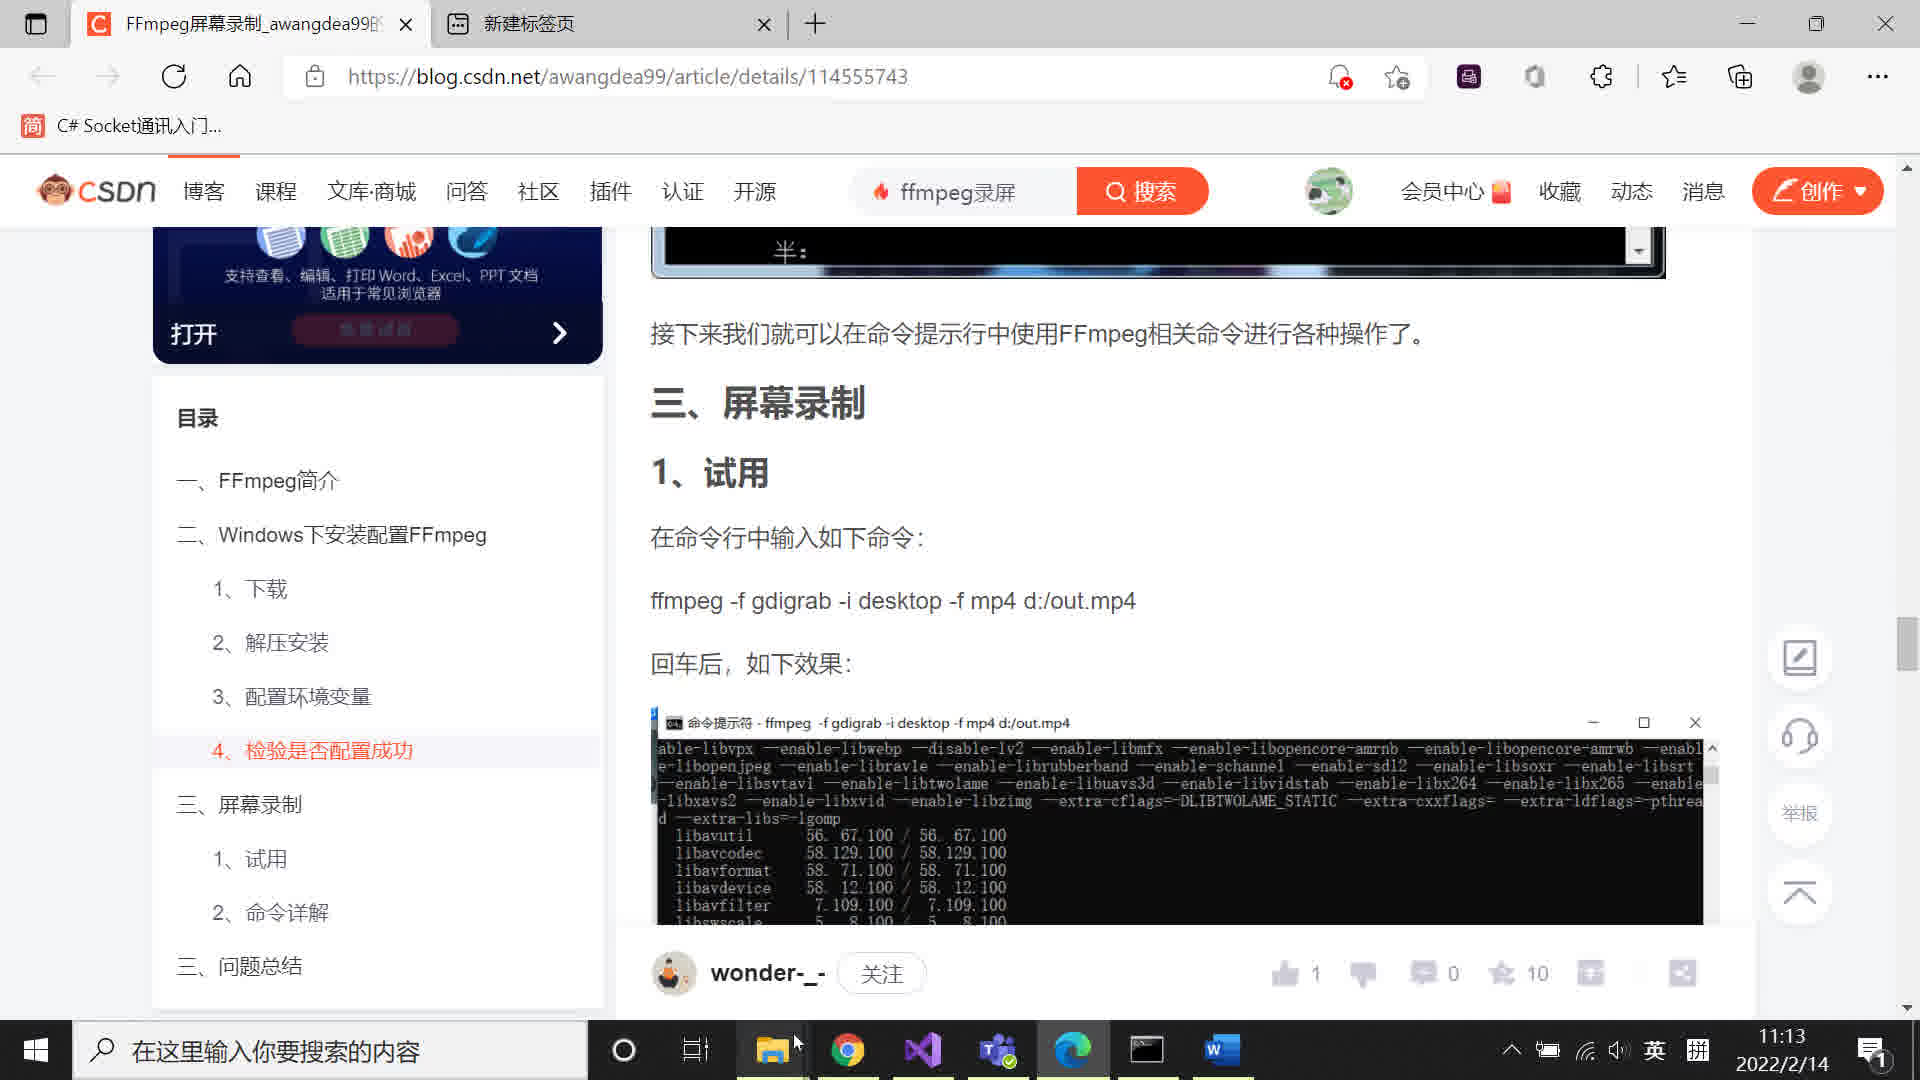 FFmpeg屏幕录制_awangdea99的
新建标签页
https://blog.csdn.net/awangdea99/article/details/114555743
简 C# Socket通讯入门...
CSDN 博客 课程 文库·商城 问答 社区 插件 认证 开源 ffmpeg录屏 搜索 会员中心 收藏 动态 消息 创作
半:
支持查看、编辑、打印 Word、Excel、PPT 文档
适用于常见浏览器
打开
目录
一、FFmpeg简介
二、Windows下安装配置FFmpeg
1、下载
2、解压安装
3、配置环境变量
4、检验是否配置成功
三、屏幕录制
1、试用
2、命令详解
三、问题总结
接下来我们就可以在命令提示行中使用FFmpeg相关命令进行各种操作了。
三、屏幕录制
1、试用
在命令行中输入如下命令：
ffmpeg -f gdigrab -i desktop -f mp4 d:/out.mp4
回车后，如下效果：
命令提示符 - ffmpeg -f gdigrab -i desktop -f mp4 d:/out.mp4
able-libvpx --enable-libwebp --disable-lv2 --enable-libmfx --enable-libopencore-amrnb --enable-libopencore-amrwb --enabl
e-libopenjpeg --enable-librav1e --enable-librubberband --enable-schannel --enable-sdl2 --enable-libsoxr --enable-libsrt
--enable-libsvtav1 --enable-libtwolame --enable-libuavs3d --enable-libvidstab --enable-libx264 --enable-libx265 --enable
-libxavs2 --enable-libxvid --enable-libzimg --extra-cflags=-DLIBTWOLAME_STATIC --extra-cxxflags= --extra-ldflags=-pthrea
d --extra-libs=-lgomp
libavutil 56. 67.100 / 56. 67.100
libavcodec 58.129.100 / 58.129.100
libavformat 58. 71.100 / 58. 71.100
libavdevice 58. 12.100 / 58. 12.100
libavfilter 7.109.100 / 7.109.100
libswscale 5. 8.100 / 5. 8.100
wonder-_- 关注 1 0 10
举报
在这里输入你要搜索的内容
英 拼
11:13
2022/2/14
1